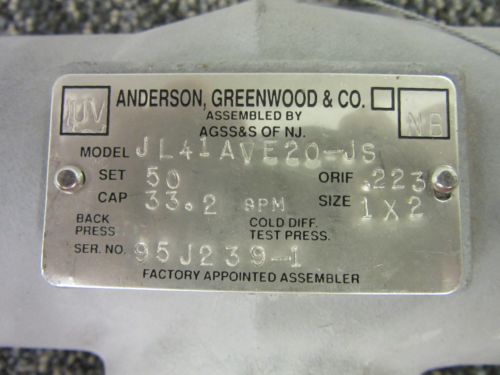 UV ANDERSON, GREENWOOD & CO. NB
ASSEMBLED BY
AGSS&S OF NJ.
MODEL JL41AVE20-JS
SET 50 ORIF. .223
CAP 33.2 GPM SIZE 1X2
BACK PRESS COLD DIFF. TEST PRESS.
SER. NO. 95J239-1
FACTORY APPOINTED ASSEMBLER